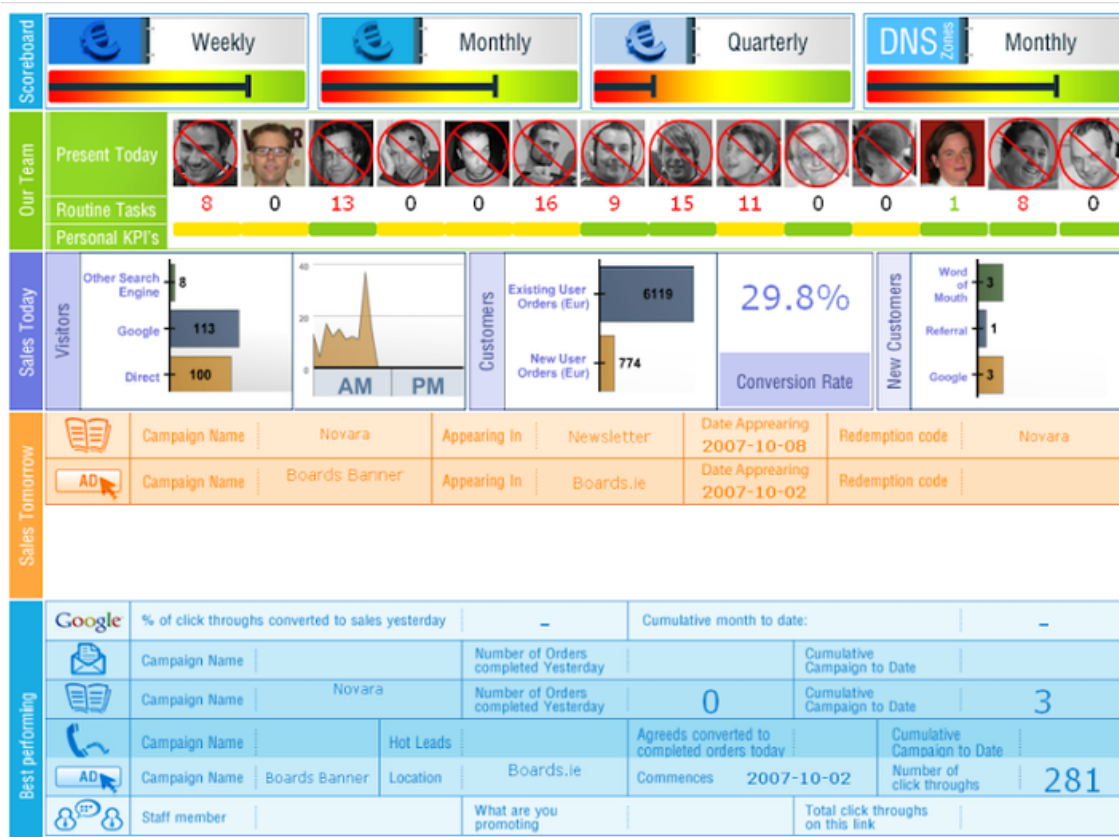 Scoreboard
Weekly
Monthly
Quarterly
DNS Zones Monthly
Our Team
Present Today
Routine Tasks 8 0 13 0 0 16 9 15 11 0 0 1 8 0
Personal KPI's
Sales Today
Visitors
Other Search Engine 8
Google 113
Direct 100
40
20
0
AM PM
Customers
Existing User Orders (Eur) 6119
New User Orders (Eur) 774
29.8%
Conversion Rate
New Customers
Word of Mouth 3
Referral 1
Google 3
Sales Tomorrow
Campaign Name Novara Appearing In Newsletter Date Apprearing 2007-10-08 Redemption code Novara
AD Campaign Name Boards Banner Appearing In Boards.ie Date Apprearing 2007-10-02 Redemption code
Best performing
Google % of click throughs converted to sales yesterday – Cumulative month to date: –
Campaign Name Number of Orders completed Yesterday Cumulative Campaign to Date
Campaign Name Novara Number of Orders completed Yesterday 0 Cumulative Campaign to Date 3
Campaign Name Hot Leads Agreeds converted to completed orders today Cumulative Campaion to Date
AD Campaign Name Boards Banner Location Boards.ie Commences 2007-10-02 Number of click throughs 281
Staff member What are you promoting Total click throughs on this link